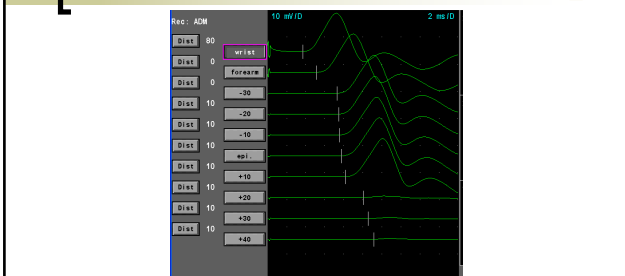 Rec: ADM 10 mV/D 2 ms/D
Dist 80
wrist
Dist 0
forearm
Dist 0
-30
Dist 10
-20
Dist 10
-10
Dist 10
epi.
Dist 10
+10
Dist 10
+20
Dist 10
+30
Dist 10
+40